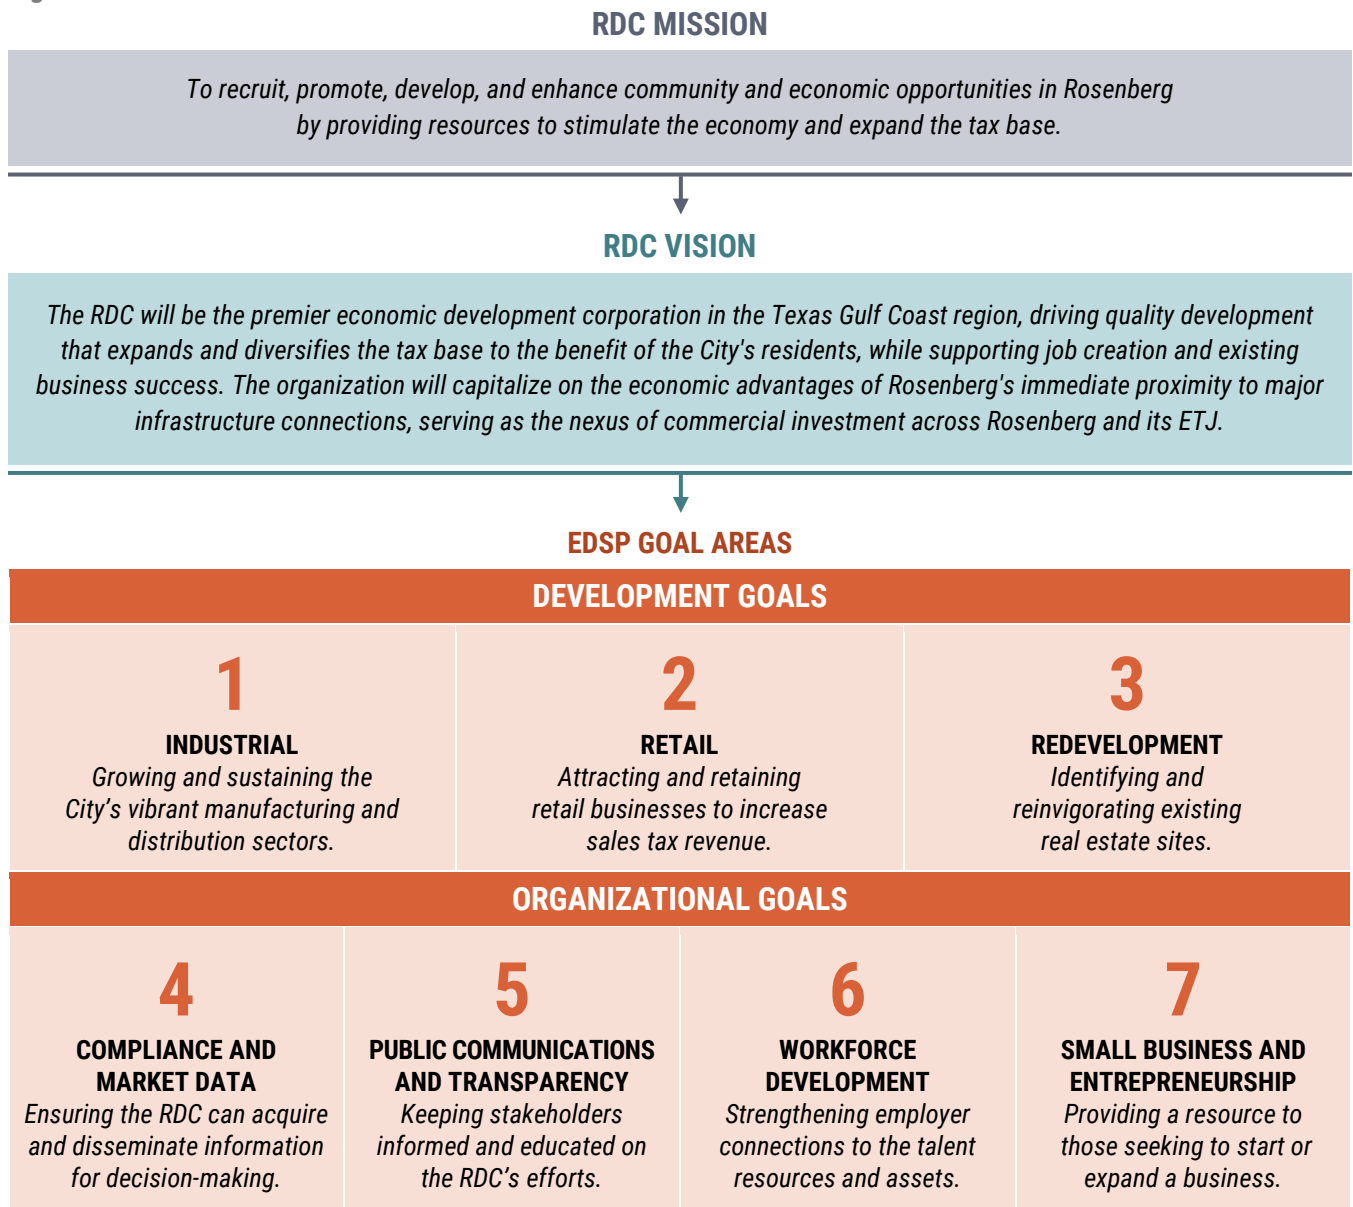 RDC MISSION
To recruit, promote, develop, and enhance community and economic opportunities in Rosenberg
by providing resources to stimulate the economy and expand the tax base.
RDC VISION
The RDC will be the premier economic development corporation in the Texas Gulf Coast region, driving quality development
that expands and diversifies the tax base to the benefit of the City's residents, while supporting job creation and existing
business success. The organization will capitalize on the economic advantages of Rosenberg's immediate proximity to major
infrastructure connections, serving as the nexus of commercial investment across Rosenberg and its ETJ.
EDSP GOAL AREAS
DEVELOPMENT GOALS
1
INDUSTRIAL
Growing and sustaining the
City’s vibrant manufacturing and
distribution sectors.
2
RETAIL
Attracting and retaining
retail businesses to increase
sales tax revenue.
3
REDEVELOPMENT
Identifying and
reinvigorating existing
real estate sites.
ORGANIZATIONAL GOALS
4
COMPLIANCE AND
MARKET DATA
Ensuring the RDC can acquire
and disseminate information
for decision-making.
5
PUBLIC COMMUNICATIONS
AND TRANSPARENCY
Keeping stakeholders
informed and educated on
the RDC’s efforts.
6
WORKFORCE
DEVELOPMENT
Strengthening employer
connections to the talent
resources and assets.
7
SMALL BUSINESS AND
ENTREPRENEURSHIP
Providing a resource to
those seeking to start or
expand a business.